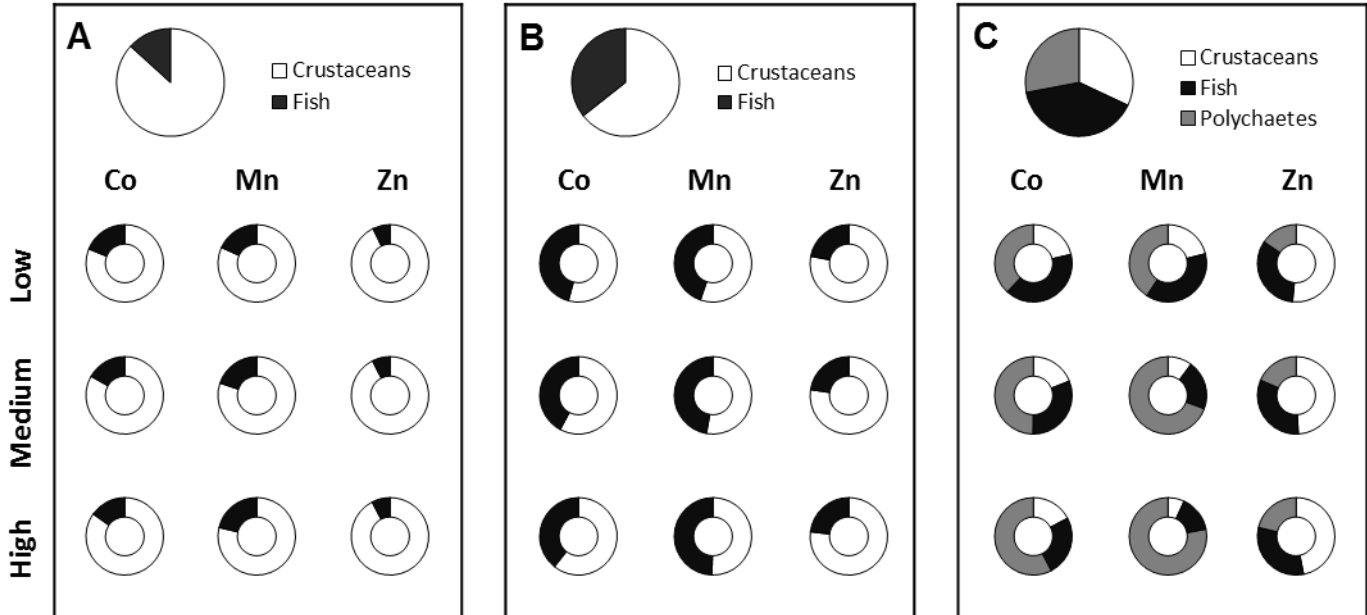 A
Crustaceans
Fish
Co Mn Zn
B
Crustaceans
Fish
Co Mn Zn
C
Crustaceans
Fish
Polychaetes
Co Mn Zn
Low
Medium
High